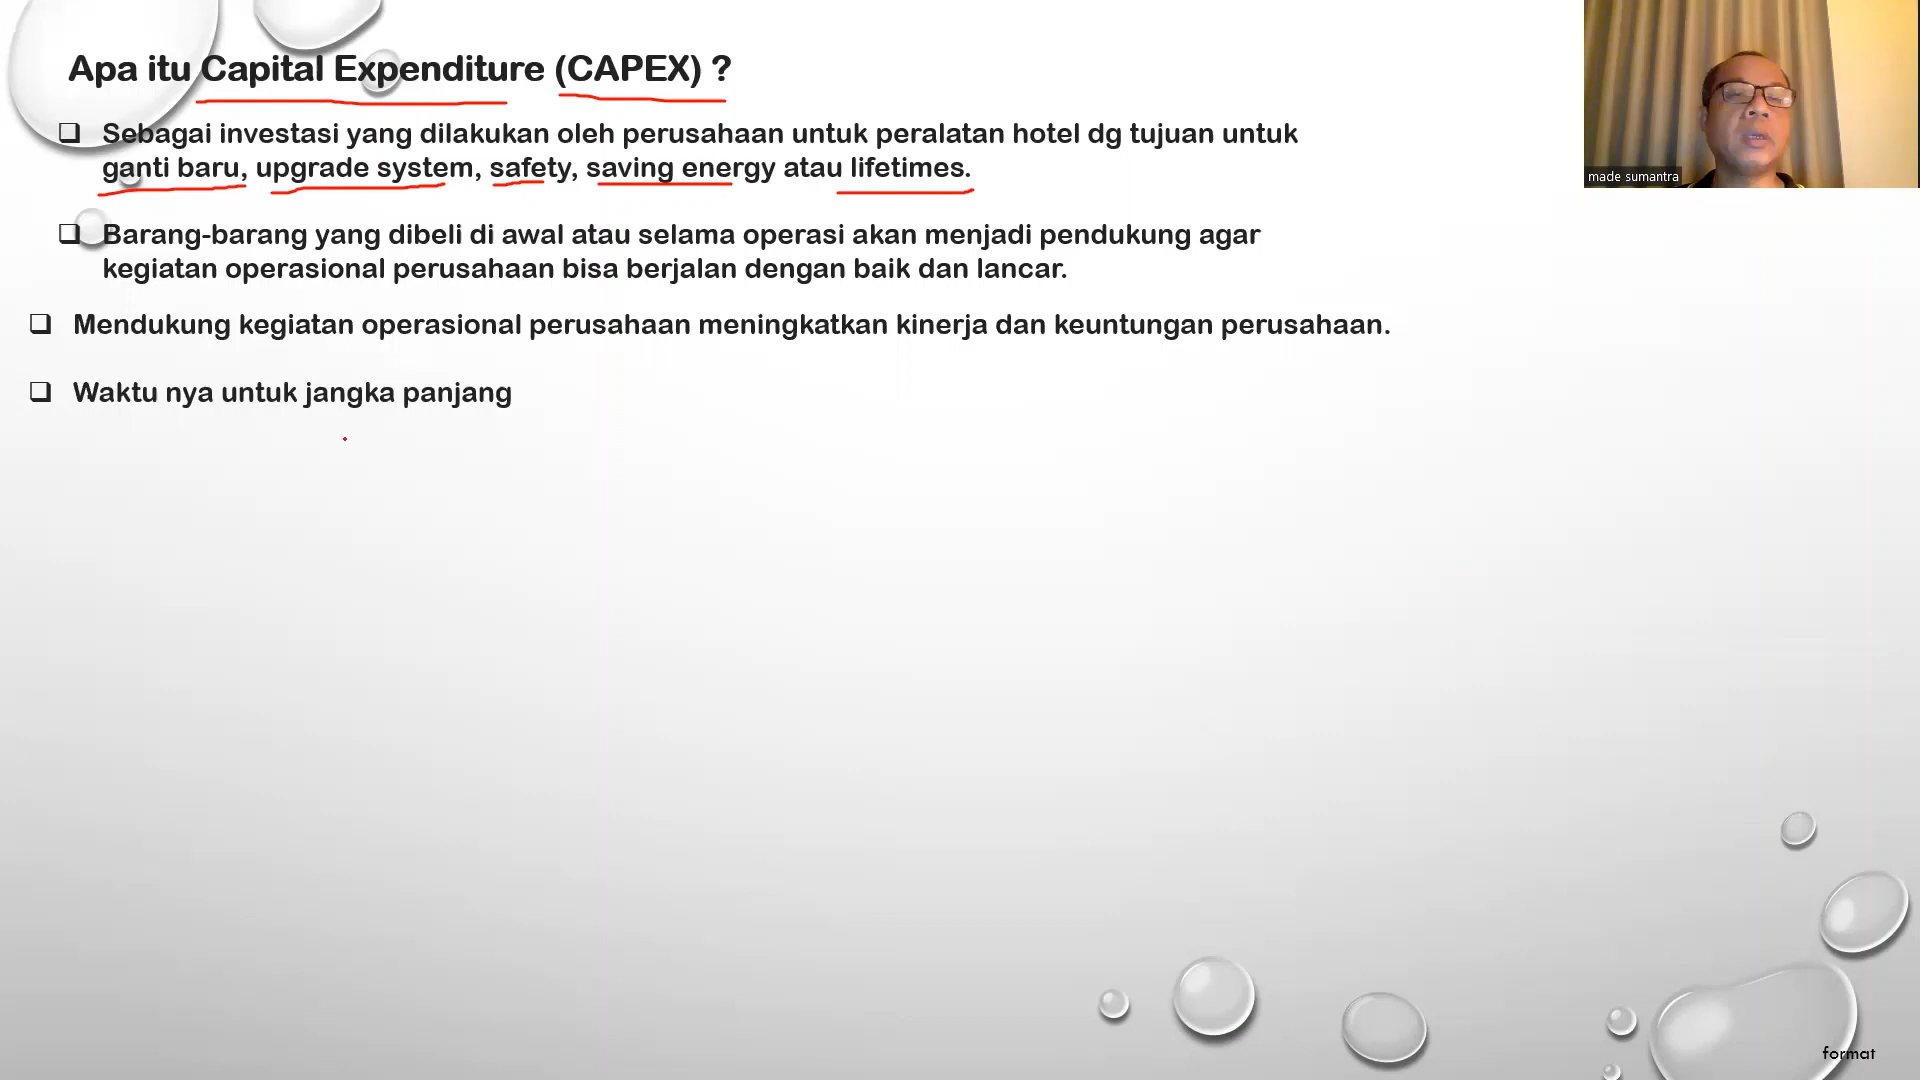 Apa itu Capital Expenditure (CAPEX) ?
made sumantra
Sebagai investasi yang dilakukan oleh perusahaan untuk peralatan hotel dg tujuan untuk
ganti baru, upgrade system, safety, saving energy atau lifetimes.
Barang-barang yang dibeli di awal atau selama operasi akan menjadi pendukung agar
kegiatan operasional perusahaan bisa berjalan dengan baik dan lancar.
Mendukung kegiatan operasional perusahaan meningkatkan kinerja dan keuntungan perusahaan.
Waktu nya untuk jangka panjang
format